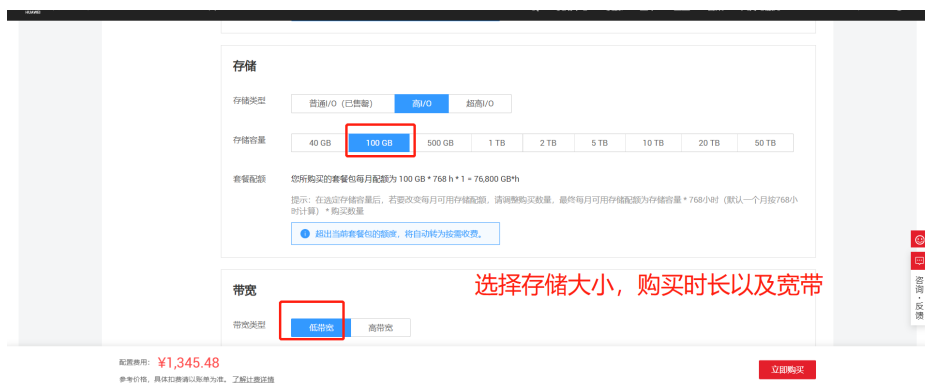 存储
存储类型
普通I/O (已售罄)
高I/O
超高I/O
存储容量
40 GB
100 GB
500 GB
1 TB
2 TB
5 TB
10 TB
20 TB
50 TB
套餐配额
您所购买的套餐包每月配额为 100 GB * 768 h * 1 = 76,800 GB*h
提示：在选定存储容量后，若要改变每月可用存储配额，请调整购买数量，最终每月可用存储配额为存储容量 * 768小时（默认一个月按768小
时计算）* 购买数量
超出当前套餐包的额度，将自动转为按需收费。
选择存储大小，购买时长以及宽带
带宽
带宽类型
低带宽
高带宽
咨询·反馈
配置费用：
¥1,345.48
立即购买
参考价格，具体扣费请以账单为准。
了解计费详情